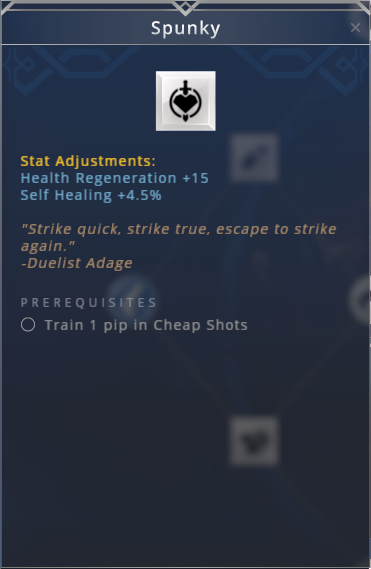 Spunky
Stat Adjustments:
Health Regeneration +15
Self Healing +4.5%
"Strike quick, strike true, escape to strike
again."
-Duelist Adage
PREREQUISITES
Train 1 pip in Cheap Shots